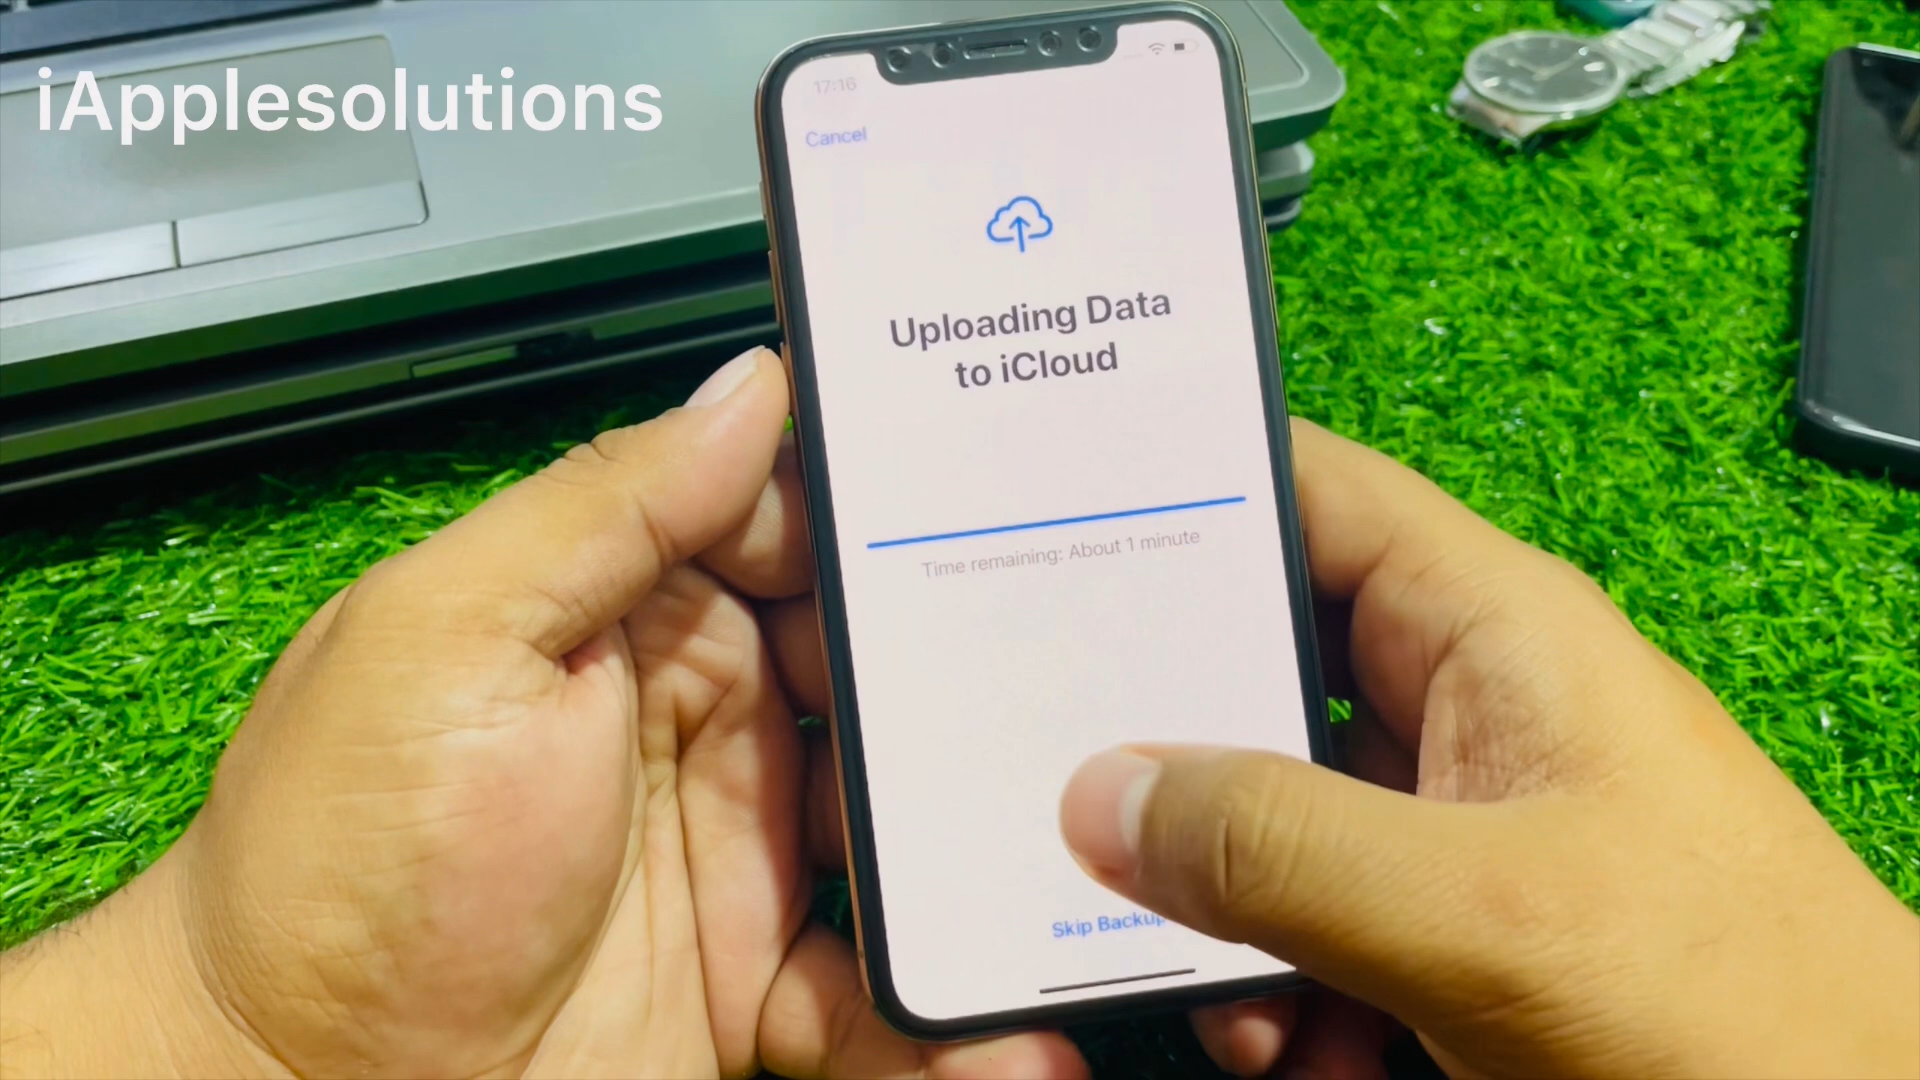 iApplesolutions
17:16
Cancel
Uploading Data
to iCloud
Time remaining: About 1 minute
Skip Backup